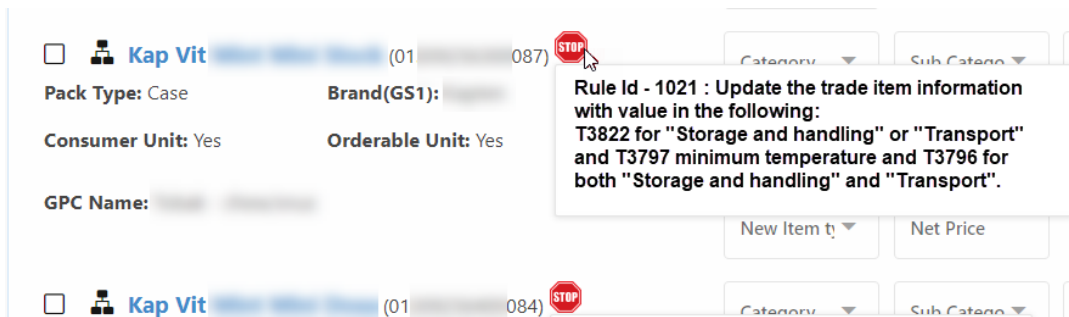 Kap Vit (01 087) STOP
Category Sub Catego
Pack Type: Case Brand(GS1):
Consumer Unit: Yes Orderable Unit: Yes
GPC Name:
Rule Id - 1021 : Update the trade item information
with value in the following:
T3822 for "Storage and handling" or "Transport"
and T3797 minimum temperature and T3796 for
both "Storage and handling" and "Transport".
New Item ty Net Price
Kap Vit (01 084) STOP
Category Sub Catego